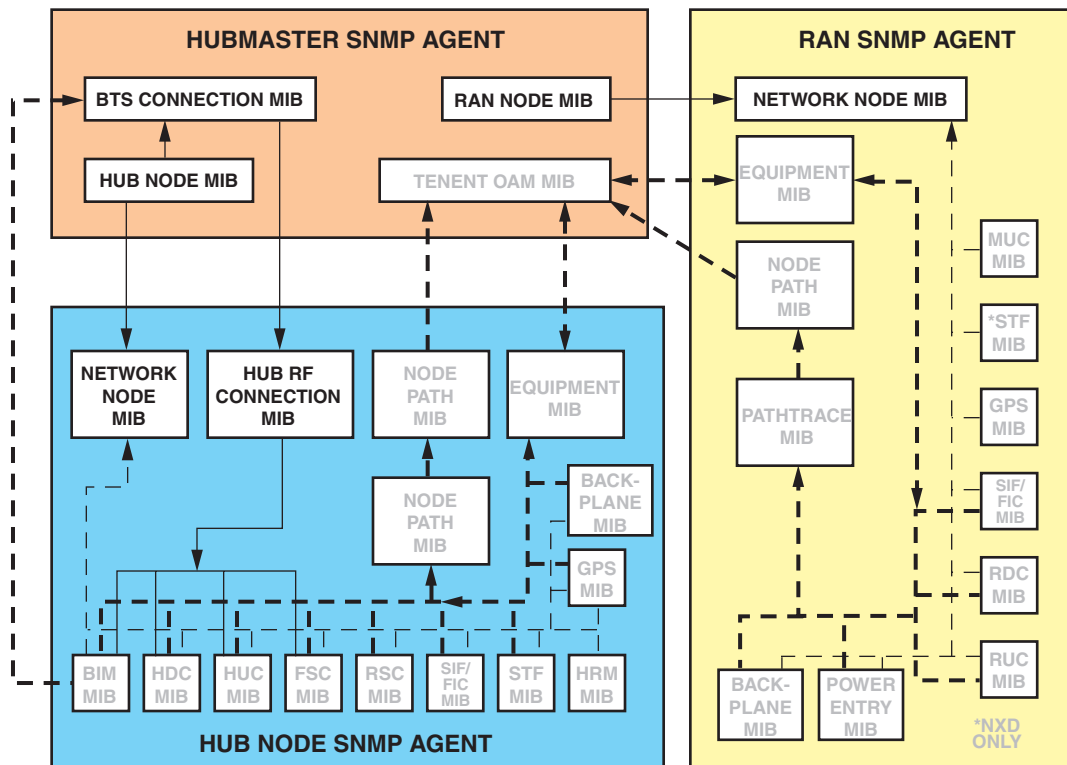 HUBMASTER SNMP AGENT
BTS CONNECTION MIB
RAN NODE MIB
HUB NODE MIB
TENENT OAM MIB
RAN SNMP AGENT
NETWORK NODE MIB
EQUIPMENT
MIB
NODE
PATH
MIB
PATHTRACE
MIB
MUC
MIB
*STF
MIB
GPS
MIB
SIF/
FIC
MIB
RDC
MIB
RUC
MIB
BACK-
PLANE
MIB
POWER
ENTRY
MIB
*NXD
ONLY
NETWORK
NODE
MIB
HUB RF
CONNECTION
MIB
NODE
PATH
MIB
EQUIPMENT
MIB
NODE
PATH
MIB
BACK-
PLANE
MIB
GPS
MIB
BIM
MIB
HDC
MIB
HUC
MIB
FSC
MIB
RSC
MIB
SIF/
FIC
MIB
STF
MIB
HRM
MIB
HUB NODE SNMP AGENT